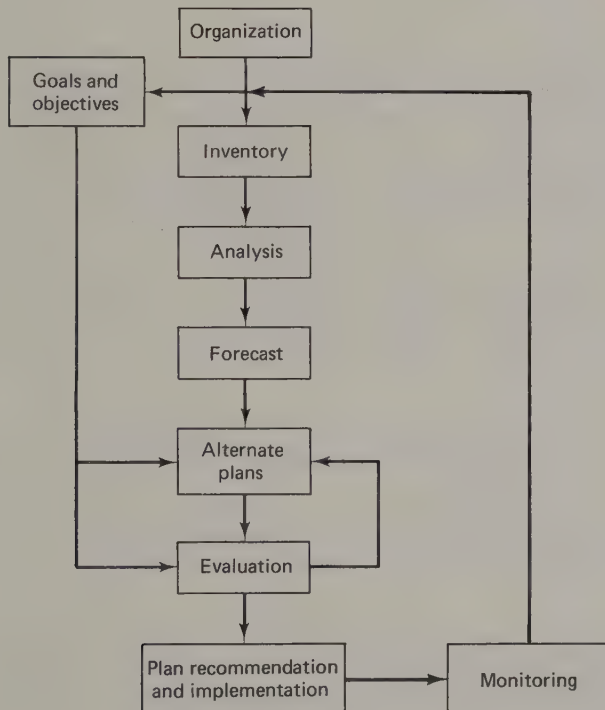 Organization
Goals and
objectives
Inventory
Analysis
Forecast
Alternate
plans
Evaluation
Plan recommendation
and implementation
Monitoring